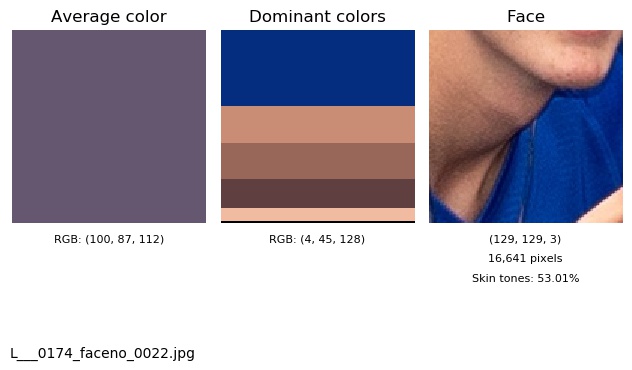 Average color
Dominant colors
Face
RGB: (100, 87, 112)
RGB: (4, 45, 128)
(129, 129, 3)
16,641 pixels
Skin tones: 53.01%
L___0174_faceno_0022.jpg